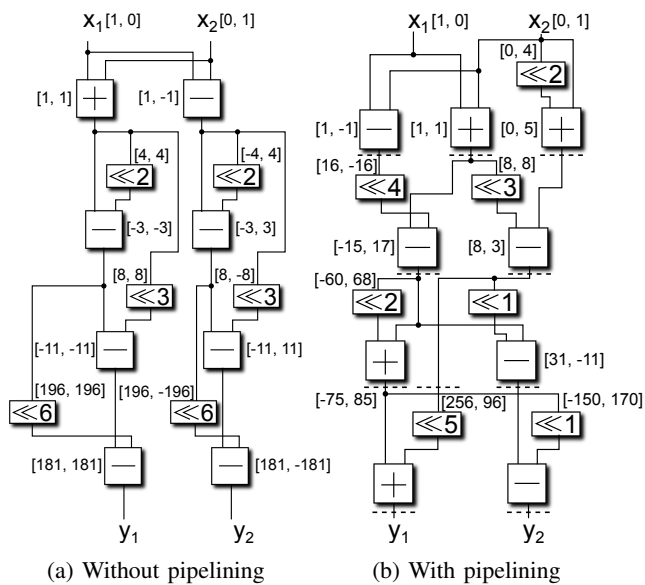 x1[1, 0] x2[0, 1]
[1, 1] + [1, -1] —
[4, 4] ≪2 [-4, 4] ≪2
— [-3, -3] — [-3, 3]
[8, 8] ≪3 [8, -8] ≪3
[-11, -11] — — [-11, 11]
[196, 196] ≪6 [196, -196] ≪6
[181, 181] — — [181, -181]
y1 y2
(a) Without pipelining
x1[1, 0] x2[0, 1]
[0, 4] ≪2
[1, -1] — [1, 1] + [0, 5] +
[16, -16] ≪4 [8, 8] ≪3
[-15, 17] — [8, 3] —
[-60, 68] ≪2 ≪1
+ — [31, -11]
[-75, 85] [256, 96] ≪5 [-150, 170] ≪1
+ —
y1 y2
(b) With pipelining